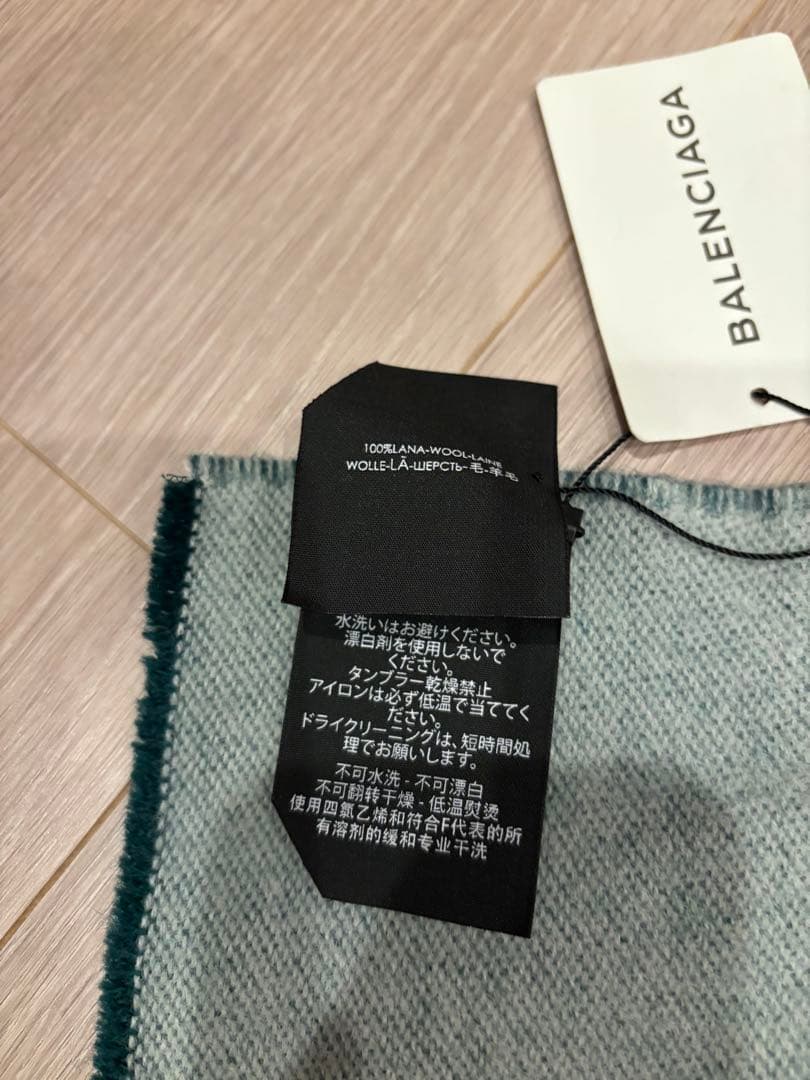 BALENCIAGA
100%LANA-WOOL-LAINE
WOLLE-LÃ-ШЕРСТЬ-毛-羊毛
水洗いはお避けください。
漂白剤を使用しないで
ください。
タンブラー乾燥禁止
アイロンは必ず低温で当ててく
ださい。
ドライクリーニングは、短時間処
理でお願いします。
不可水洗 - 不可漂白
不可翻转干燥 - 低温熨烫
使用四氯乙烯和符合F代表的所
有溶剂的缓和专业干洗